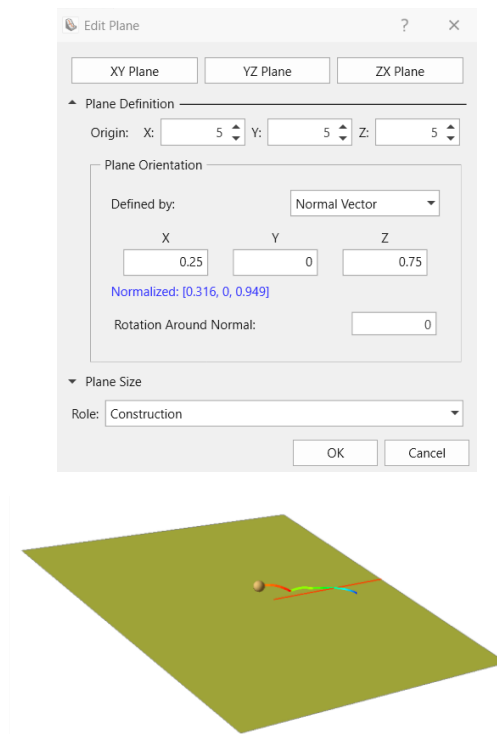 Edit Plane ? ×
XY Plane YZ Plane ZX Plane
Plane Definition
Origin: X: 5 Y: 5 Z: 5
Plane Orientation
Defined by: Normal Vector
X Y Z
0.25 0 0.75
Normalized: [0.316, 0, 0.949]
Rotation Around Normal: 0
Plane Size
Role: Construction
OK Cancel